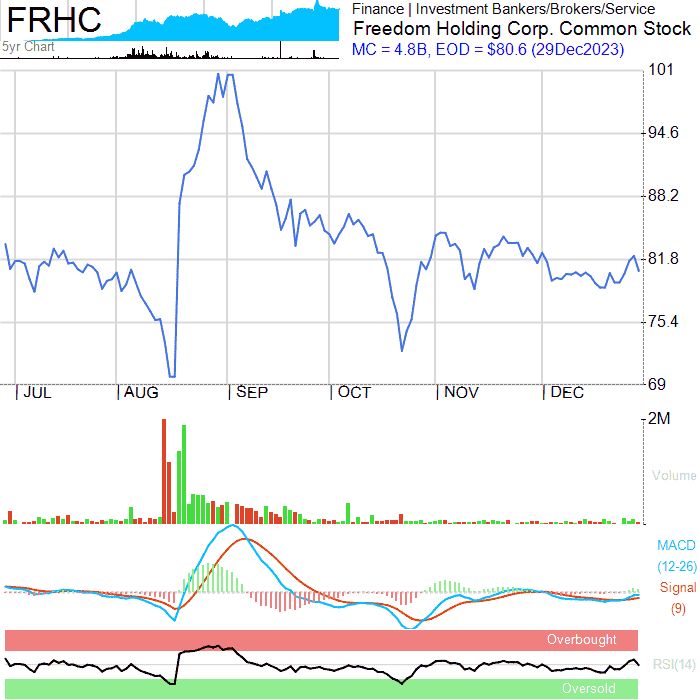 FRHC
5yr Chart
Finance | Investment Bankers/Brokers/Service
Freedom Holding Corp. Common Stock
MC = 4.8B, EOD = $80.6 (29Dec2023)
101
94.6
88.2
81.8
75.4
69
JUL
AUG
SEP
OCT
NOV
DEC
2M
Volume
MACD
(12-26)
Signal
(9)
Overbought
RSI(14)
Oversold